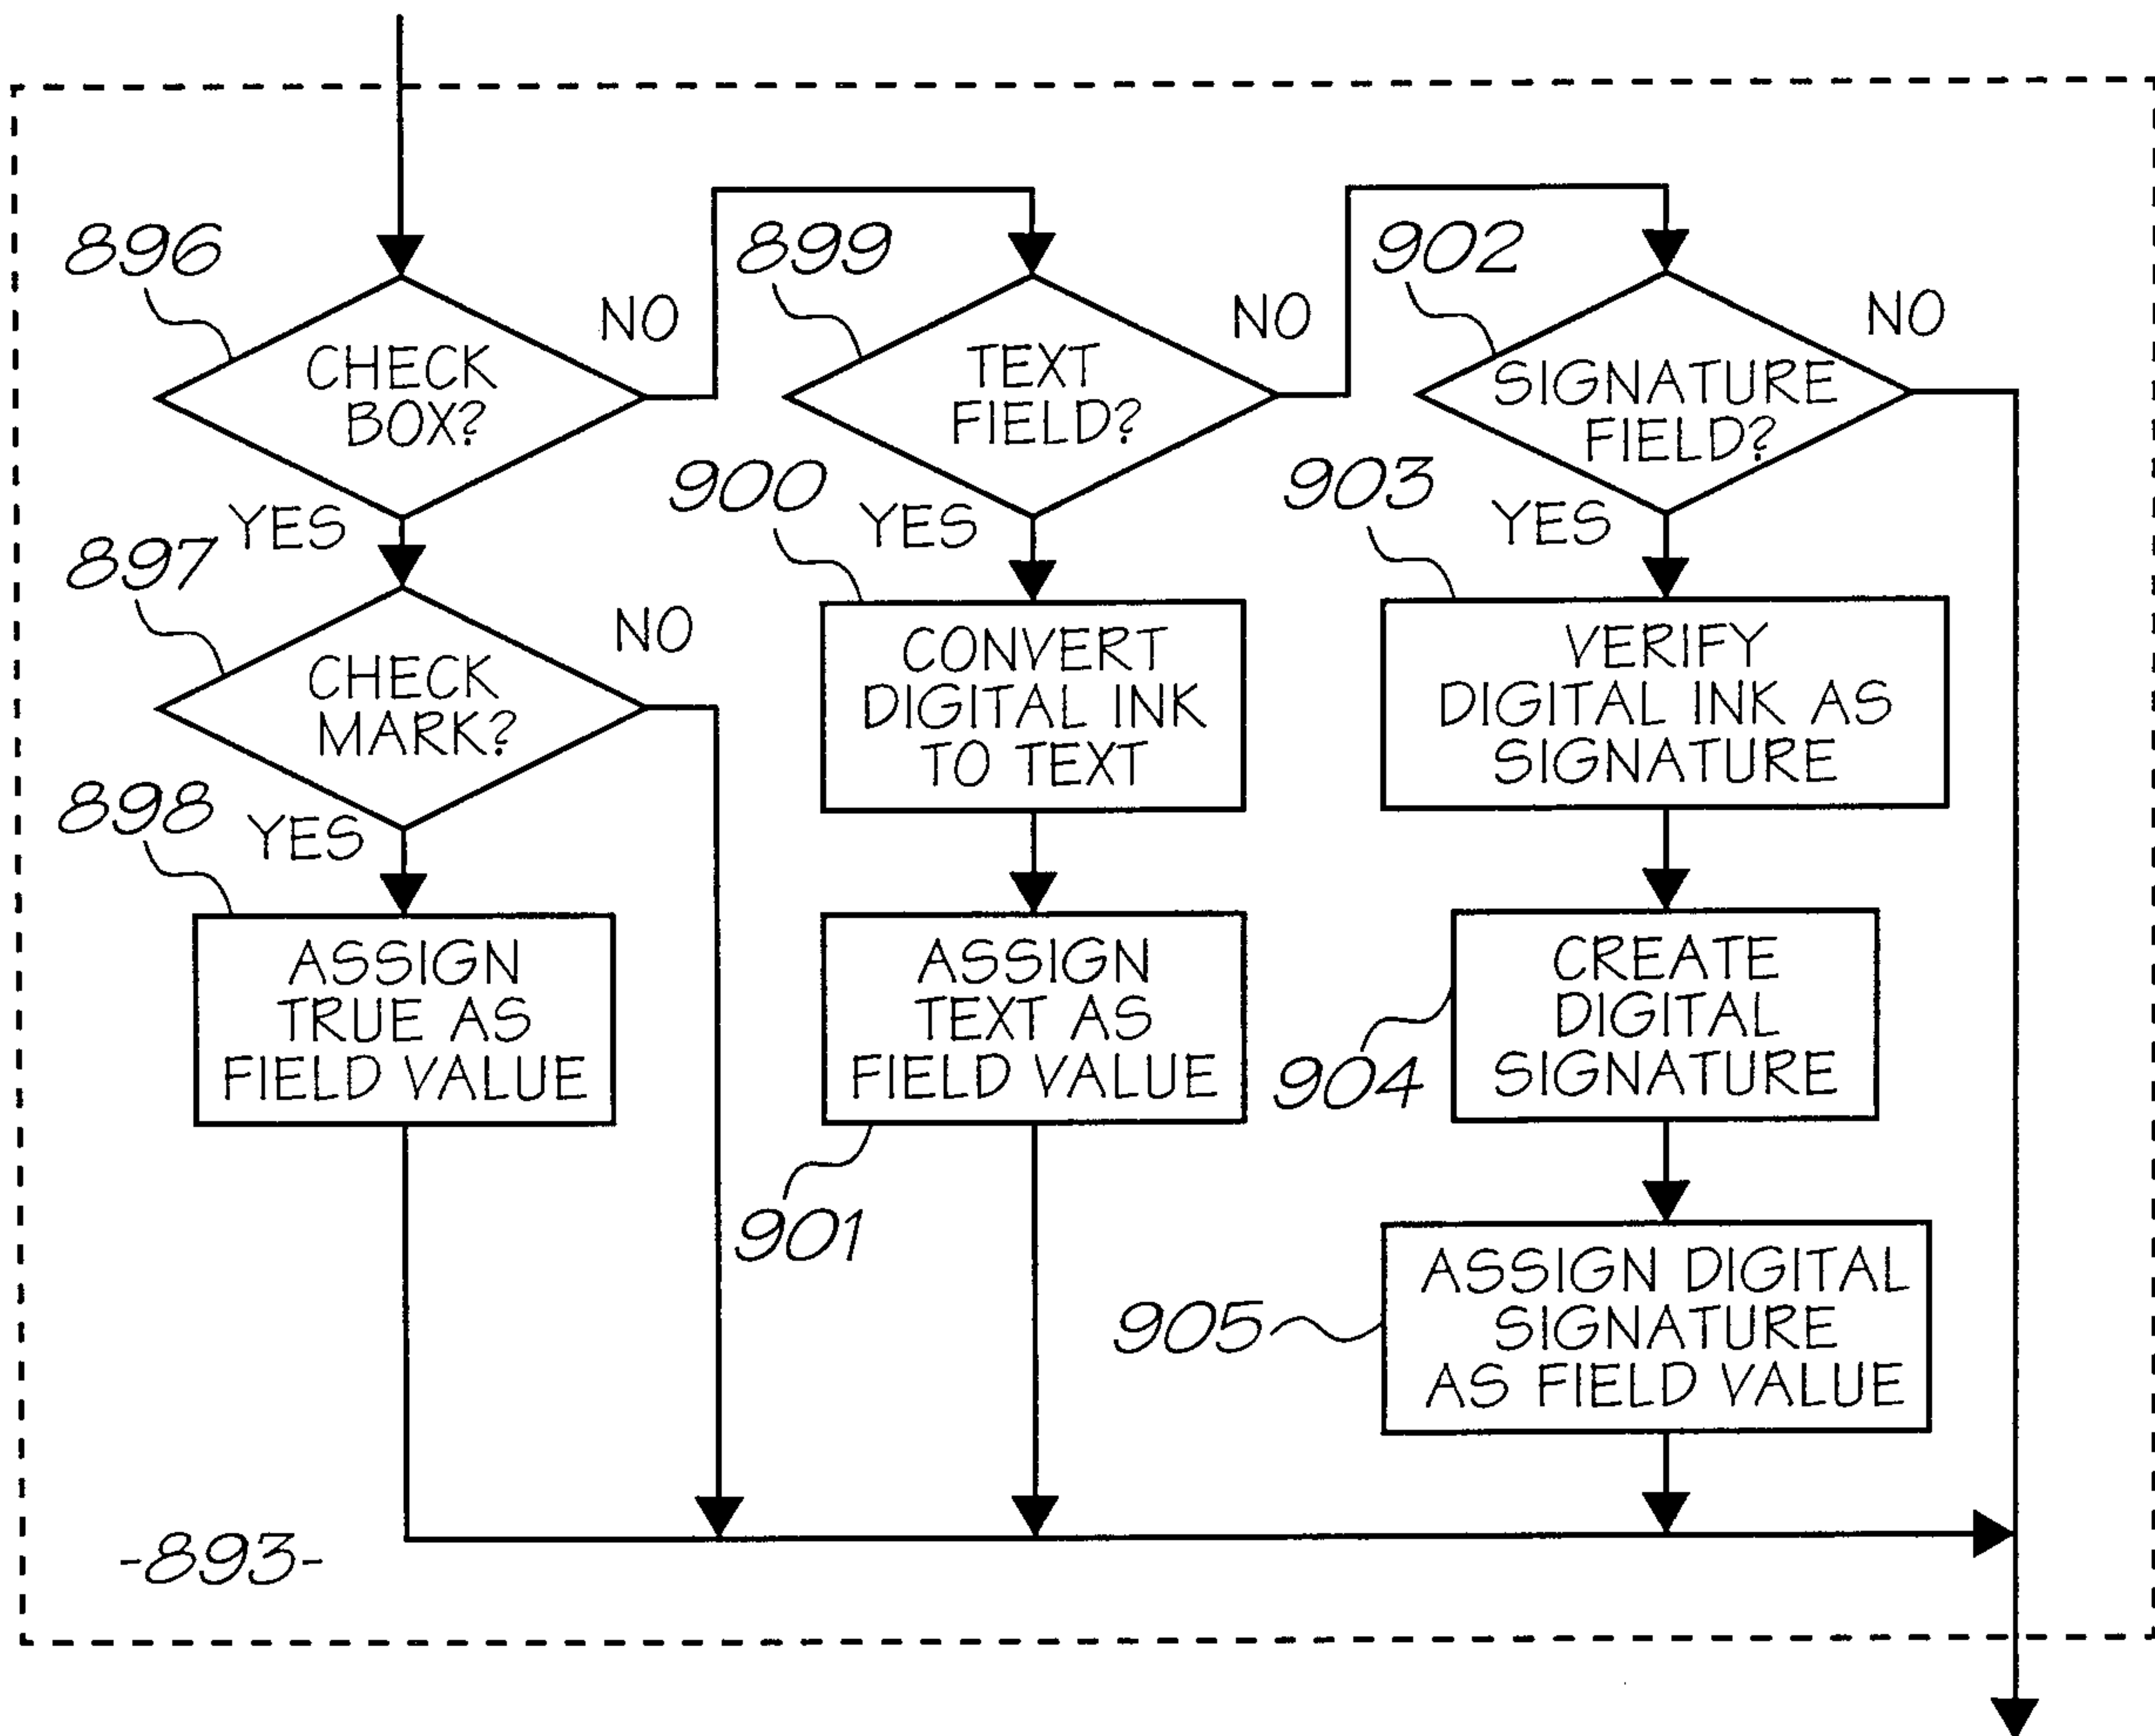 896
CHECK
BOX?
NO
YES
897
CHECK
MARK?
NO
898
YES
ASSIGN
TRUE AS
FIELD VALUE
899
TEXT
FIELD?
NO
900
YES
CONVERT
DIGITAL INK
TO TEXT
ASSIGN
TEXT AS
FIELD VALUE
901
902
SIGNATURE
FIELD?
NO
903
YES
VERIFY
DIGITAL INK AS
SIGNATURE
CREATE
DIGITAL
SIGNATURE
904
ASSIGN DIGITAL
SIGNATURE
AS FIELD VALUE
905
-893-